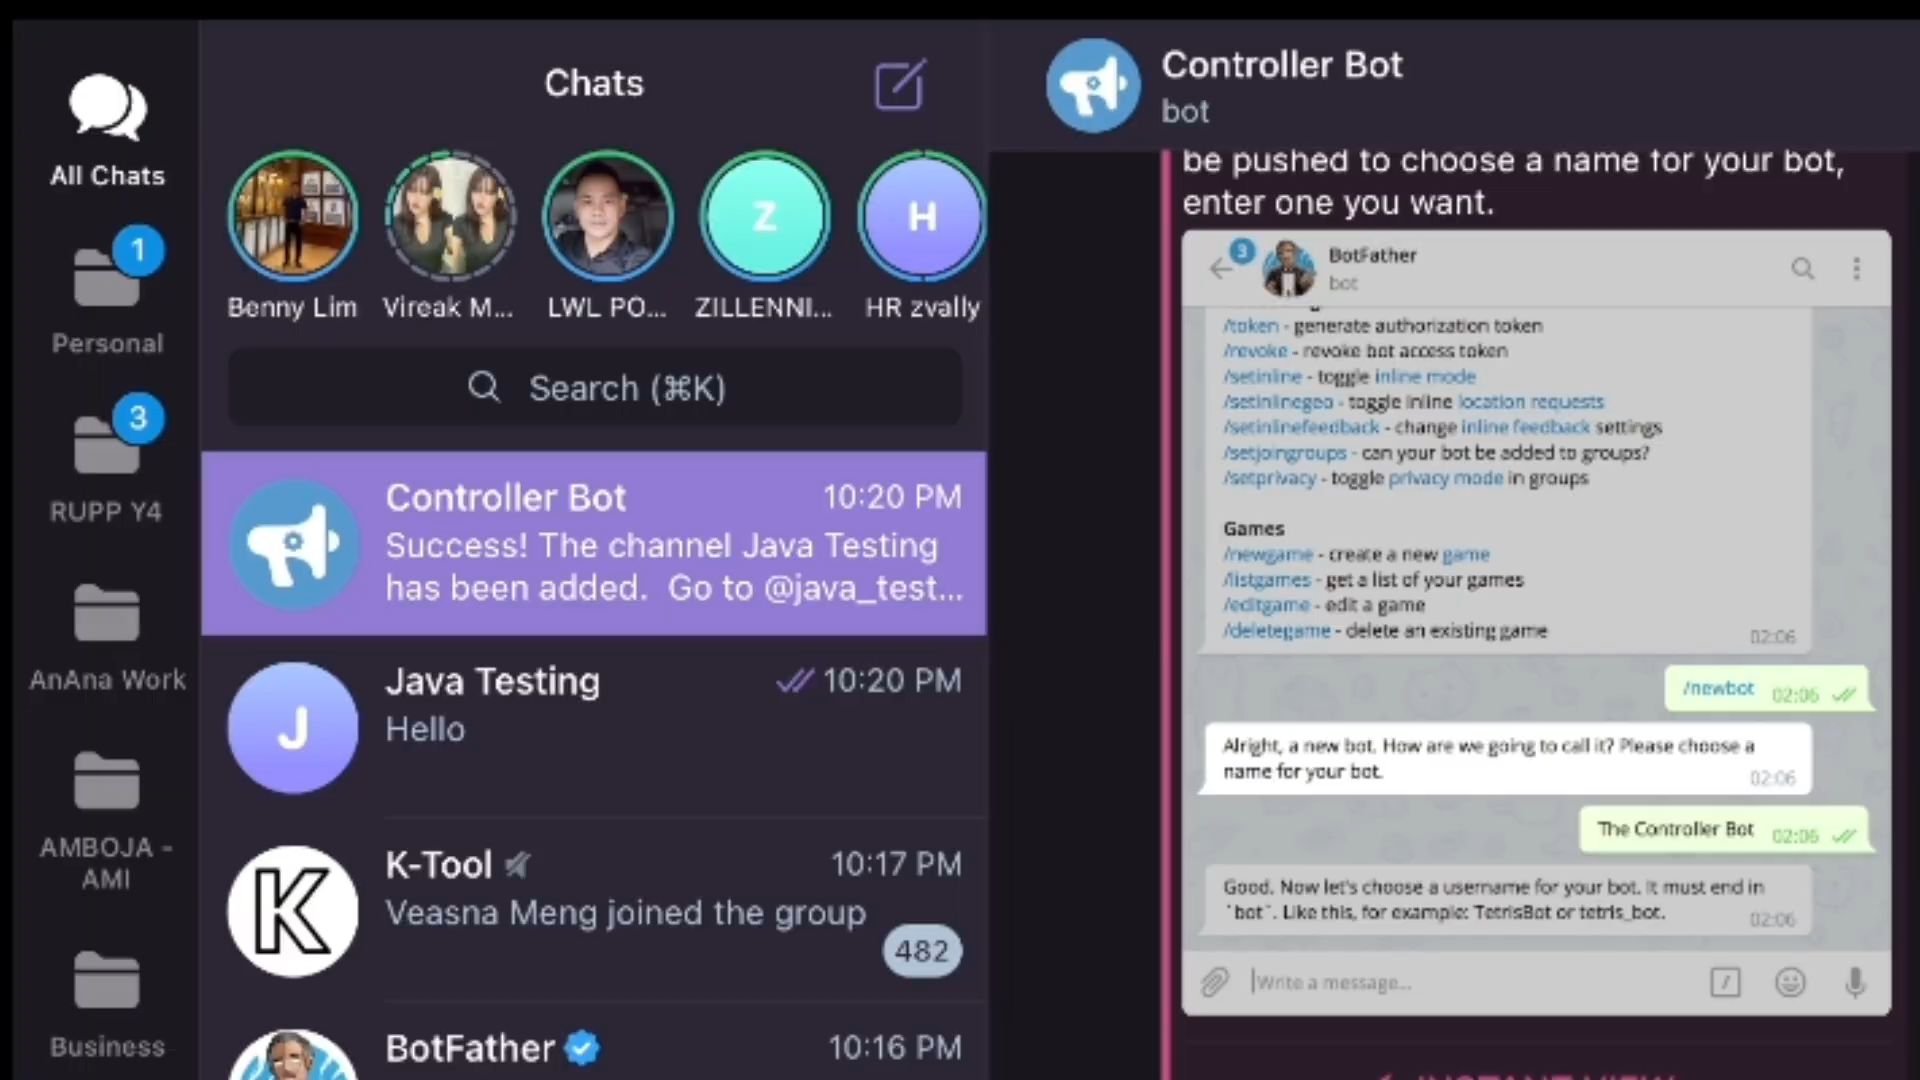 All Chats
1
Personal
3
RUPP Y4
AnAna Work
AMBOJA -
AMI
Business
Chats
Z
H
Benny Lim
Vireak M...
LWL PO...
ZILLENNI...
HR zvally
Search (⌘K)
Controller Bot
10:20 PM
Success! The channel Java Testing
has been added. Go to @java_test...
J
Java Testing
10:20 PM
Hello
K
K-Tool
10:17 PM
Veasna Meng joined the group
482
BotFather
10:16 PM
Controller Bot
bot
be pushed to choose a name for your bot,
enter one you want.
3
BotFather
bot
/token - generate authorization token
/revoke - revoke bot access token
/setinline - toggle inline mode
/setinlinegeo - toggle inline location requests
/setinlinefeedback - change inline feedback settings
/setjoingroups - can your bot be added to groups?
/setprivacy - toggle privacy mode in groups
Games
/newgame - create a new game
/listgames - get a list of your games
/editgame - edit a game
/deletegame - delete an existing game
02:06
/newbot 02:06
Alright, a new bot. How are we going to call it? Please choose a
name for your bot.
02:06
The Controller Bot 02:06
Good. Now let's choose a username for your bot. It must end in
`bot`. Like this, for example: TetrisBot or tetris_bot.
02:06
Write a message...
INSTANT VIEW